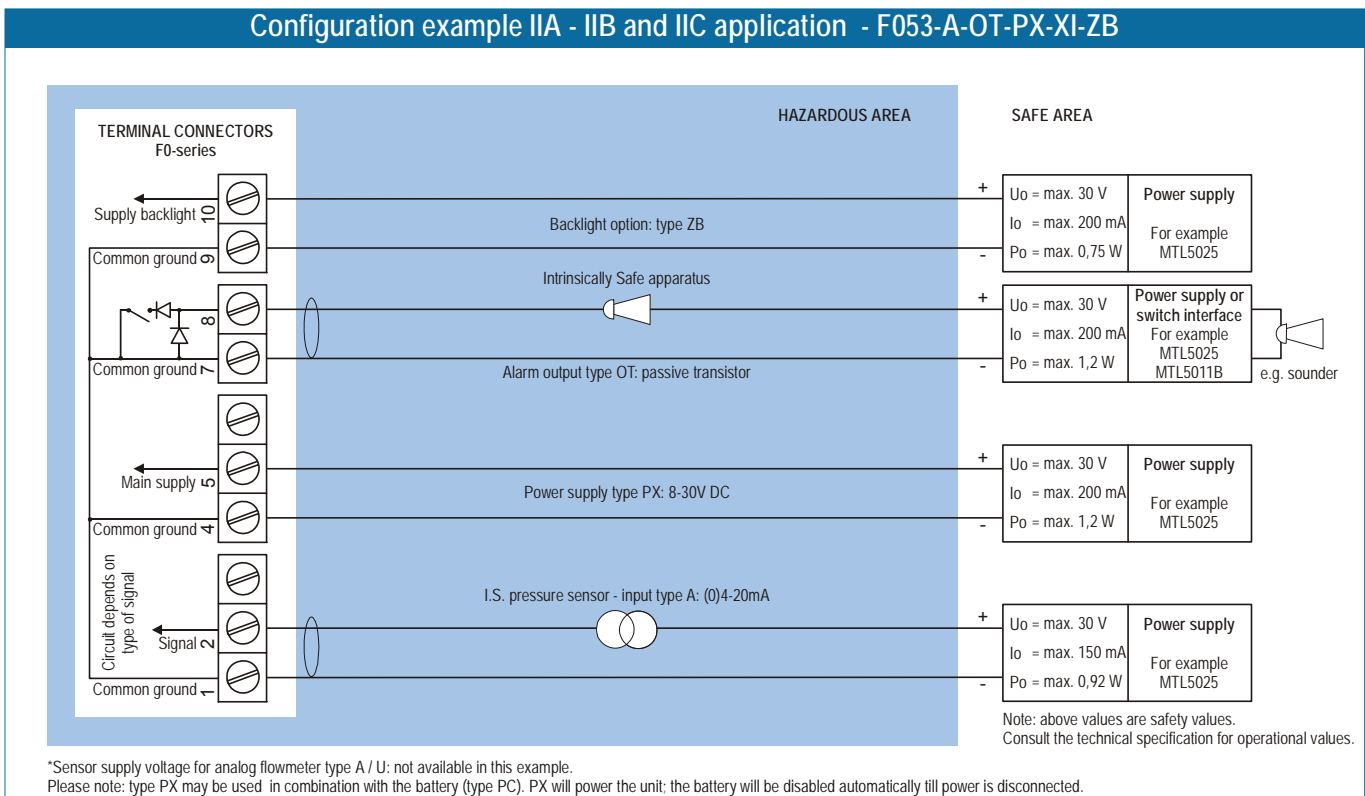 Configuration example IIA - IIB and IIC application - F053-A-OT-PX-XI-ZB
HAZARDOUS AREA
SAFE AREA
TERMINAL CONNECTORS
F0-series
Supply backlight
10
Common ground
9
Backlight option: type ZB
+
-
Uo = max. 30 V
Io = max. 200 mA
Po = max. 0,75 W
Power supply
For example
MTL5025
8
Common ground
7
Intrinsically Safe apparatus
Alarm output type OT: passive transistor
+
-
Uo = max. 30 V
Io = max. 200 mA
Po = max. 1,2 W
Power supply or
switch interface
For example
MTL5025
MTL5011B
e.g. sounder
Main supply
5
Common ground
4
Power supply type PX: 8-30V DC
+
-
Uo = max. 30 V
Io = max. 200 mA
Po = max. 1,2 W
Power supply
For example
MTL5025
Circuit depends on
type of signal
Signal
2
Common ground
1
I.S. pressure sensor - input type A: (0)4-20mA
+
-
Uo = max. 30 V
Io = max. 150 mA
Po = max. 0,92 W
Power supply
For example
MTL5025
Note: above values are safety values.
Consult the technical specification for operational values.
*Sensor supply voltage for analog flowmeter type A / U: not available in this example.
Please note: type PX may be used in combination with the battery (type PC). PX will power the unit; the battery will be disabled automatically till power is disconnected.